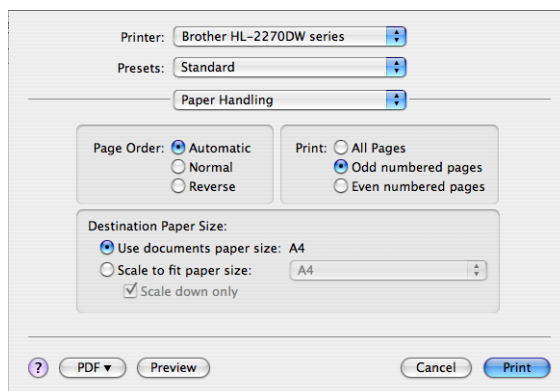 Printer: Brother HL-2270DW series
Presets: Standard
Paper Handling
Page Order: Automatic
Normal
Reverse
Print: All Pages
Odd numbered pages
Even numbered pages
Destination Paper Size:
Use documents paper size: A4
Scale to fit paper size: A4
Scale down only
? PDF ▼ Preview Cancel Print